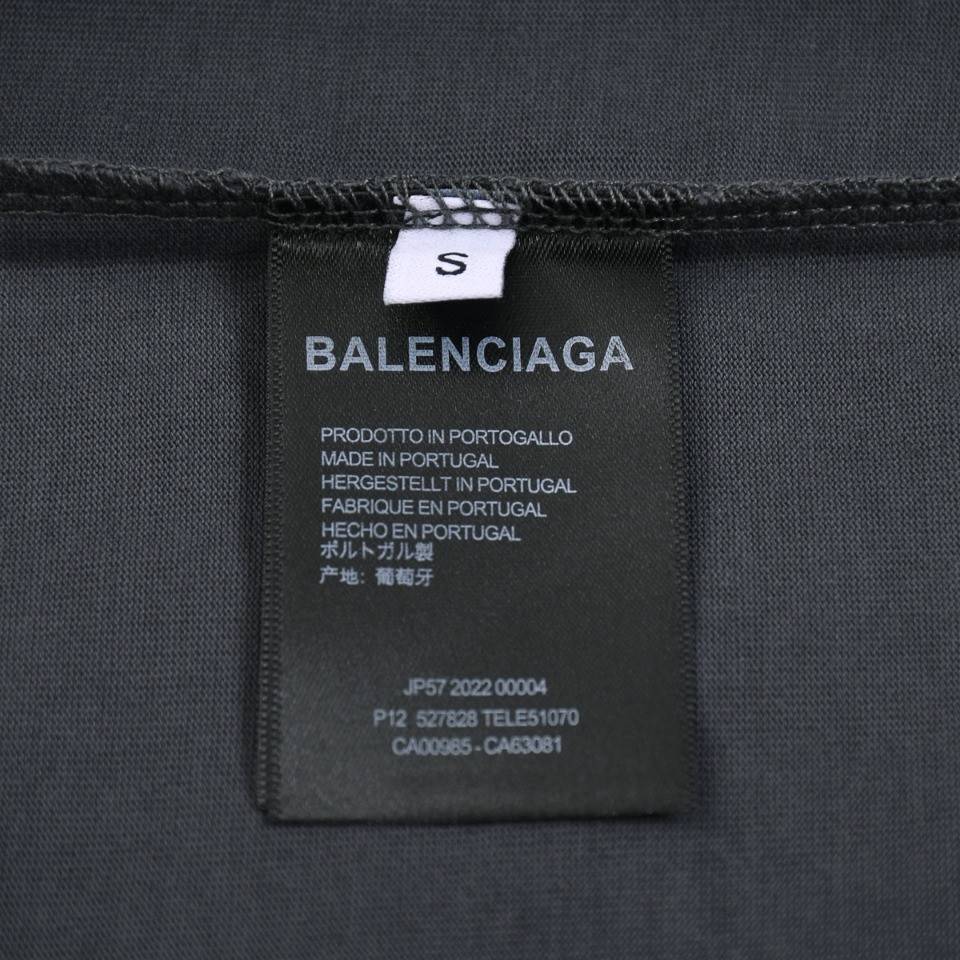 S
BALENCIAGA
PRODOTTO IN PORTOGALLO
MADE IN PORTUGAL
HERGESTELLT IN PORTUGAL
FABRIQUE EN PORTUGAL
HECHO EN PORTUGAL
ポルトガル製
产地: 葡萄牙
JP57 2022 00004
P12 527828 TELE51070
CA00985 - CA63081